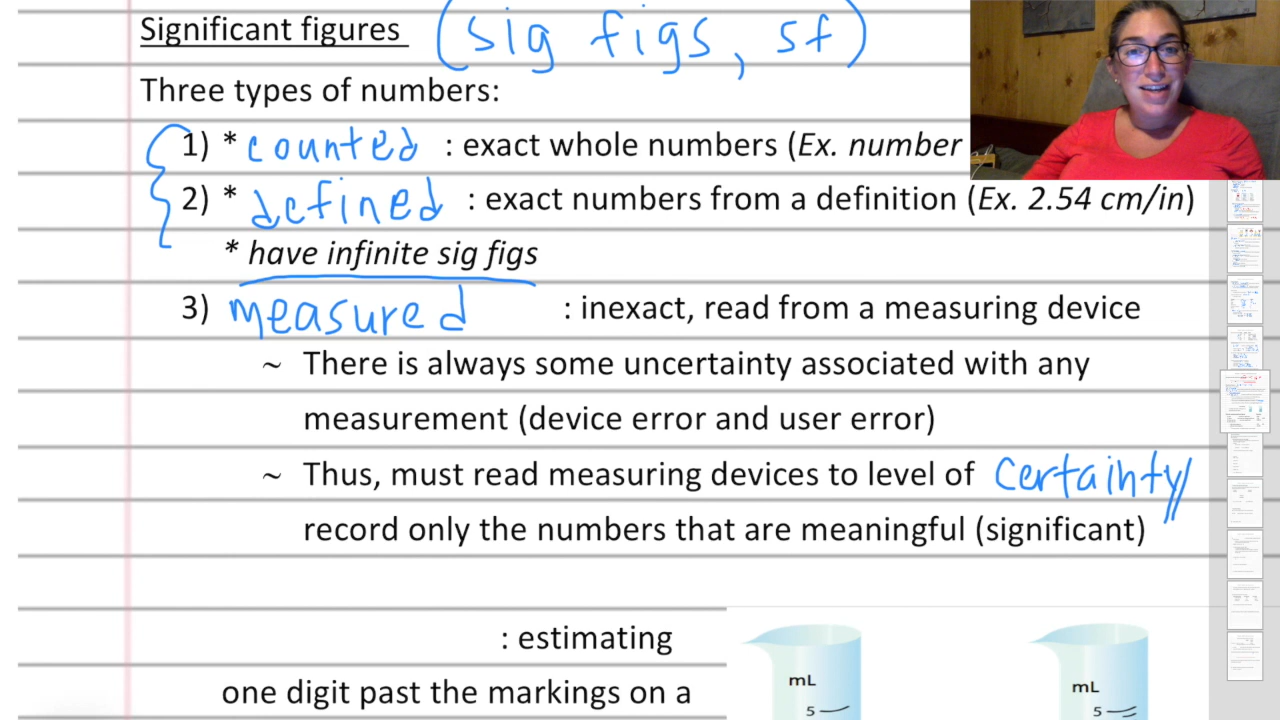 Significant figures (sig figs, sf)
Three types of numbers:
1) * counted : exact whole numbers (Ex. number
2) * defined : exact numbers from a definition (Ex. 2.54 cm/in)
* have infinite sig figs
3) measured : inexact, read from a measuring device
~ There is always some uncertainty associated with any
measurement (device error and user error)
~ Thus, must read measuring devices to level of certainty/
record only the numbers that are meaningful (significant)
: estimating
one digit past the markings on a
mL
5
mL
5